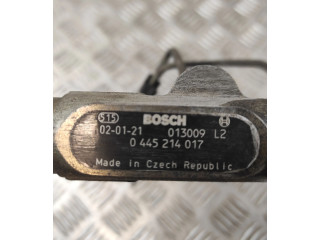 515 BOSCH
02-01-21 013009 L2
0 445 214 017
Made in Czech Republic